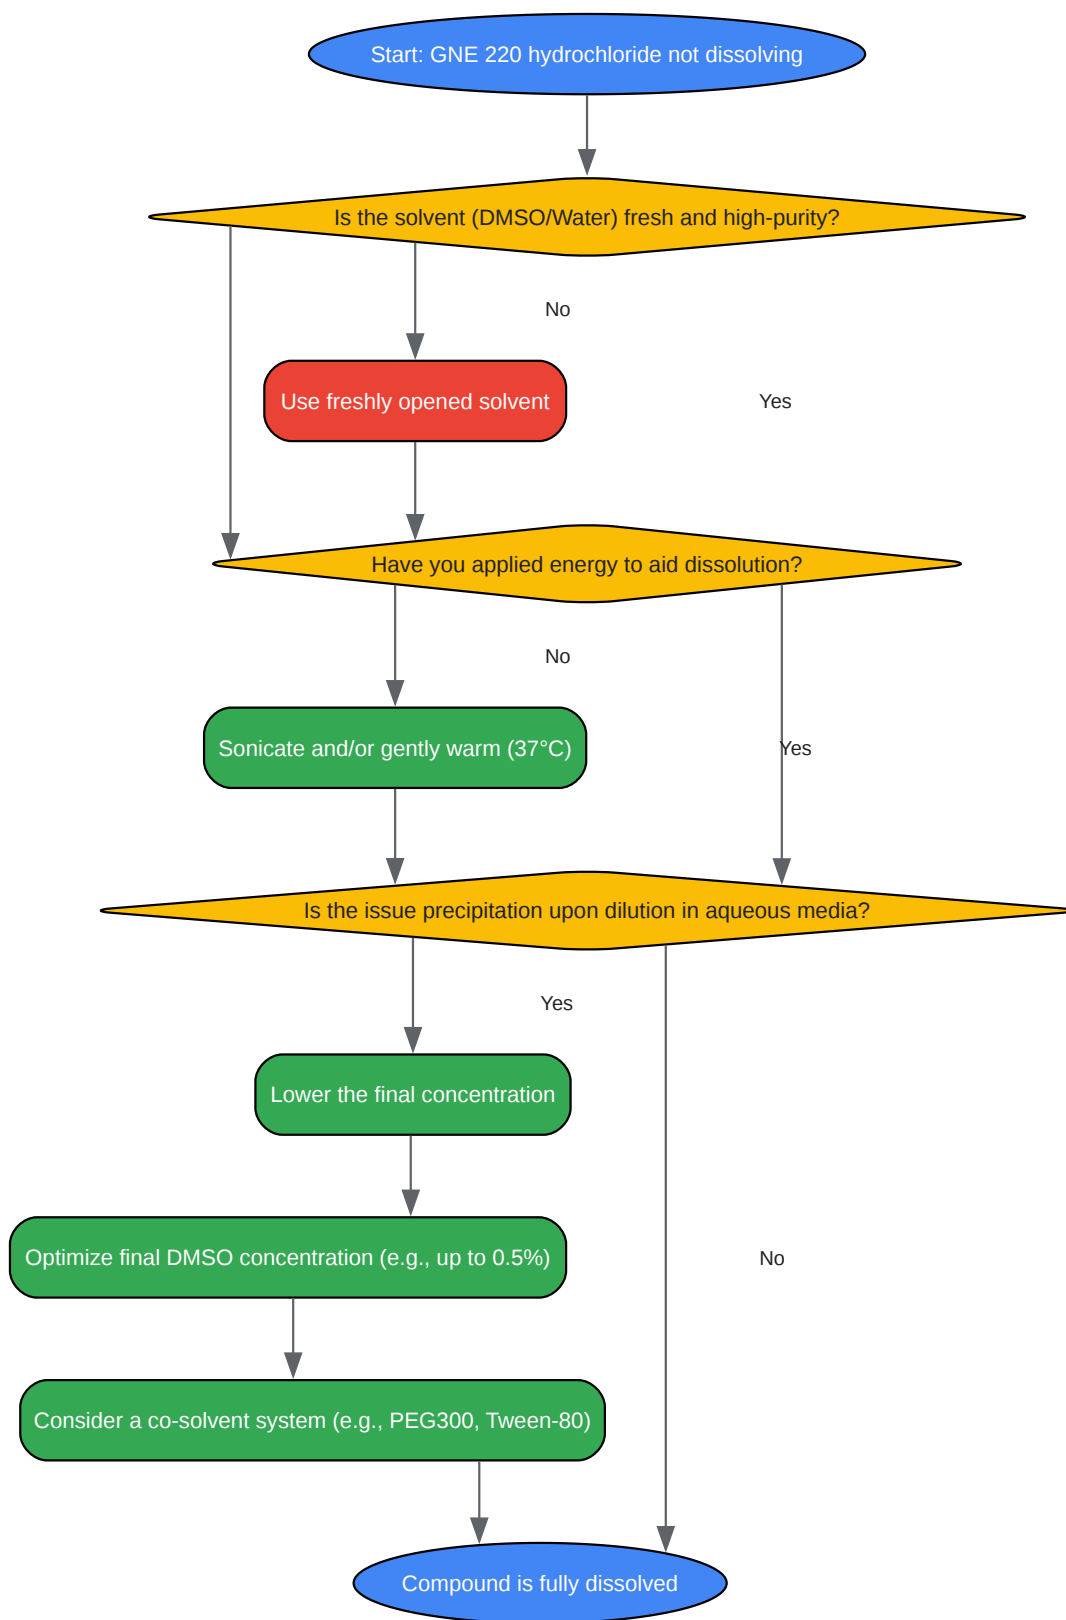 Start: GNE 220 hydrochloride not dissolving
Is the solvent (DMSO/Water) fresh and high-purity?
No
Use freshly opened solvent
Yes
Have you applied energy to aid dissolution?
No
Sonicate and/or gently warm (37°C)
Yes
Is the issue precipitation upon dilution in aqueous media?
Yes
Lower the final concentration
Optimize final DMSO concentration (e.g., up to 0.5%)
No
Consider a co-solvent system (e.g., PEG300, Tween-80)
Compound is fully dissolved